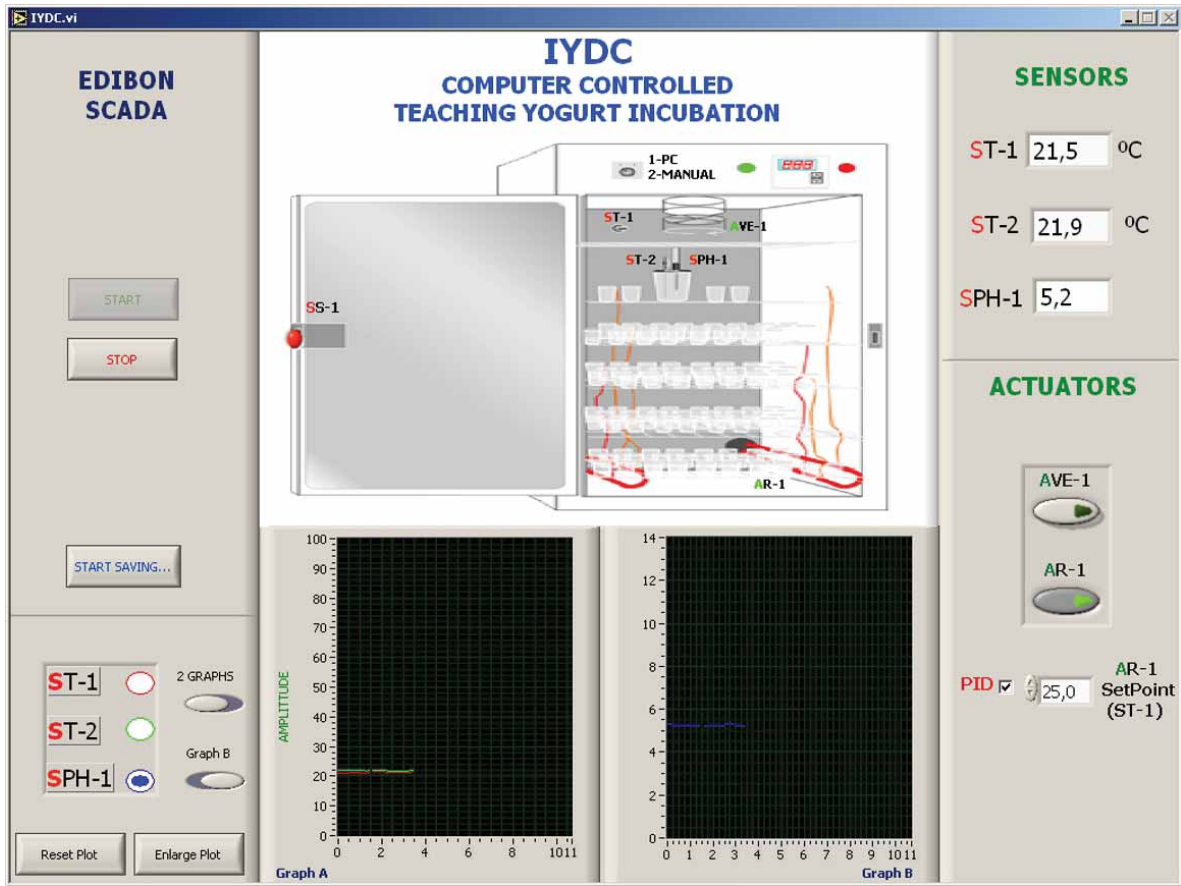 IYDC.vi
EDIBON
SCADA
START
STOP
START SAVING...
ST-1
ST-2
SPH-1
2 GRAPHS
Graph B
Reset Plot
Enlarge Plot
IYDC
COMPUTER CONTROLLED
TEACHING YOGURT INCUBATION
1-PC
2-MANUAL
ST-1
AVE-1
ST-2
SPH-1
SS-1
AR-1
100
90
80
70
60
50
40
30
20
10
0
AMPLITTUDE
0 2 4 6 8 10 11
Graph A
14
12
10
8
6
4
2
0
0 1 2 3 4 5 6 7 8 9 10 11
Graph B
SENSORS
ST-1 21,5 ºC
ST-2 21,9 ºC
SPH-1 5,2
ACTUATORS
AVE-1
AR-1
PID 25,0
AR-1
SetPoint
(ST-1)